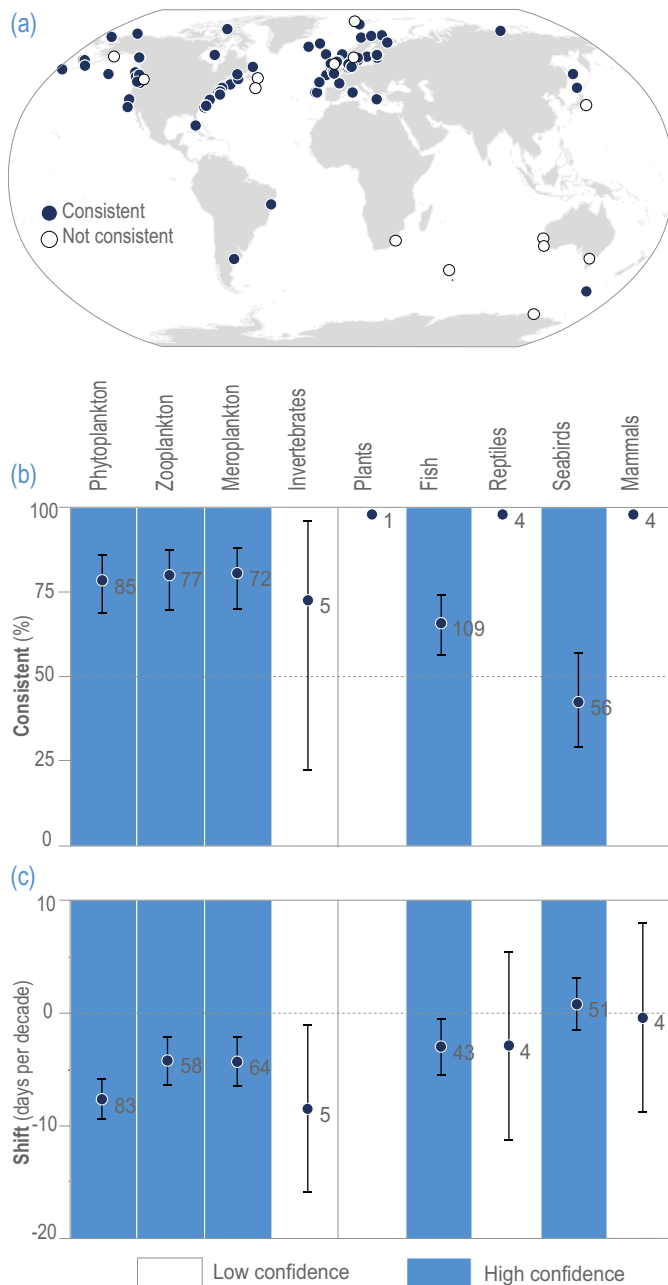 (a)
Consistent
Not consistent
Phytoplankton
Zooplankton
Meroplankton
Invertebrates
Plants
Fish
Reptiles
Seabirds
Mammals
(b)
100
75
50
25
0
Consistent (%)
85
77
72
5
1
109
4
56
4
(c)
10
0
-10
-20
Shift (days per decade)
83
58
64
5
43
4
51
4
Low confidence
High confidence